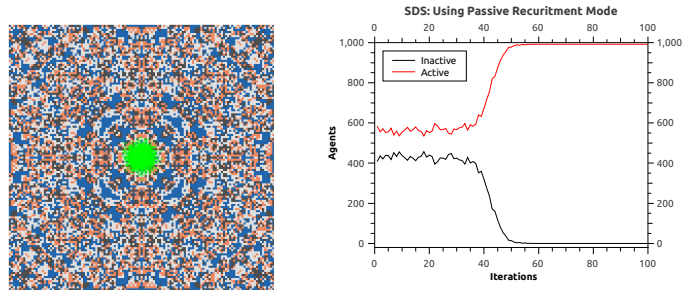 SDS: Using Passive Recuritment Mode
1,000 1,000
Inactive
Active
800 800
600 600
Agents
400 400
200 200
0 0
0 20 40 60 80 100
Iterations